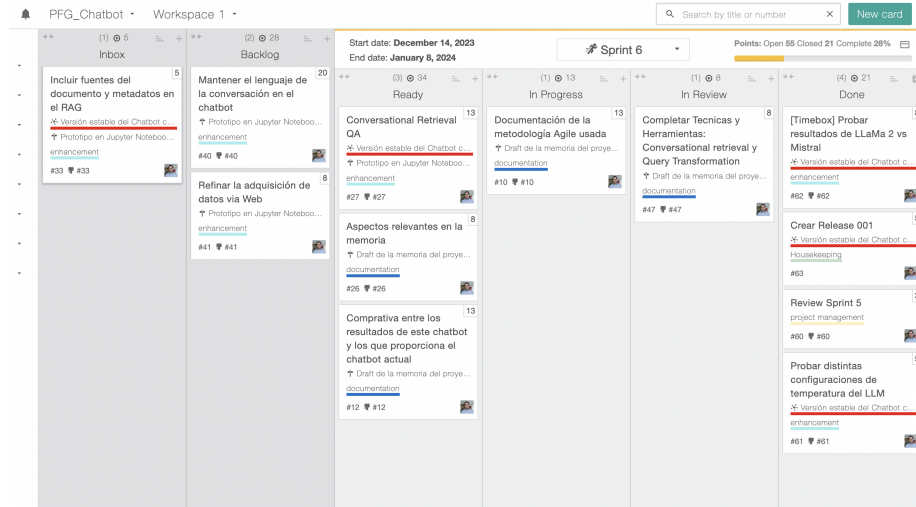 PFG_Chatbot
Workspace 1
Search by title or number
New card
(1) 5
Inbox
5
Incluir fuentes del
documento y metadatos en
el RAG
Versión estable del Chatbot c...
Prototipo en Jupyter Noteboo...
enhancement
#33 #33
(2) 28
Backlog
20
Mantener el lenguaje de
la conversación en el
chatbot
Prototipo en Jupyter Noteboo...
enhancement
#40 #40
8
Refinar la adquisición de
datos via Web
Prototipo en Jupyter Noteboo...
enhancement
#41 #41
Start date: December 14, 2023
End date: January 8, 2024
Sprint 6
Points: Open 55 Closed 21 Complete 28%
(3) 34
Ready
13
Conversational Retrieval
QA
Versión estable del Chatbot c...
Prototipo en Jupyter Noteboo...
enhancement
#27 #27
8
Aspectos relevantes en la
memoria
Draft de la memoria del proye...
documentation
#26 #26
13
Comprativa entre los
resultados de este chatbot
y los que proporciona el
chatbot actual
Draft de la memoria del proye...
documentation
#12 #12
(1) 13
In Progress
13
Documentación de la
metodología Agile usada
Draft de la memoria del proye...
documentation
#10 #10
(1) 8
In Review
8
Completar Tecnicas y
Herramientas:
Conversational retrieval y
Query Transformation
Draft de la memoria del proye...
documentation
#47 #47
(4) 21
Done
[Timebox] Probar
resultados de LLaMa 2 vs
Mistral
Versión estable del Chatbot c...
enhancement
#62 #62
Crear Release 001
Versión estable del Chatbot c...
Housekeeping
#63
Review Sprint 5
project management
#60 #60
Probar distintas
configuraciones de
temperatura del LLM
Versión estable del Chatbot c...
enhancement
#61 #61